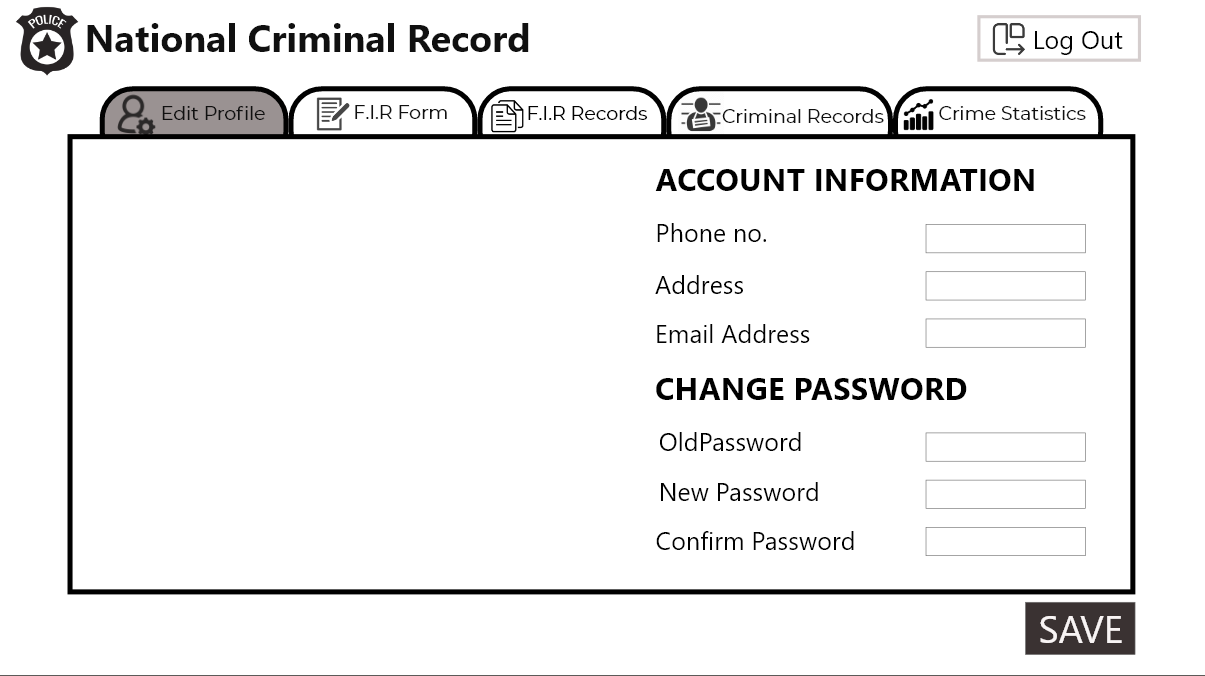 POLICE
National Criminal Record
Log Out
Edit Profile
F.I.R Form
F.I.R Records
Criminal Records
Crime Statistics
ACCOUNT INFORMATION
Phone no.
Address
Email Address
CHANGE PASSWORD
OldPassword
New Password
Confirm Password
SAVE